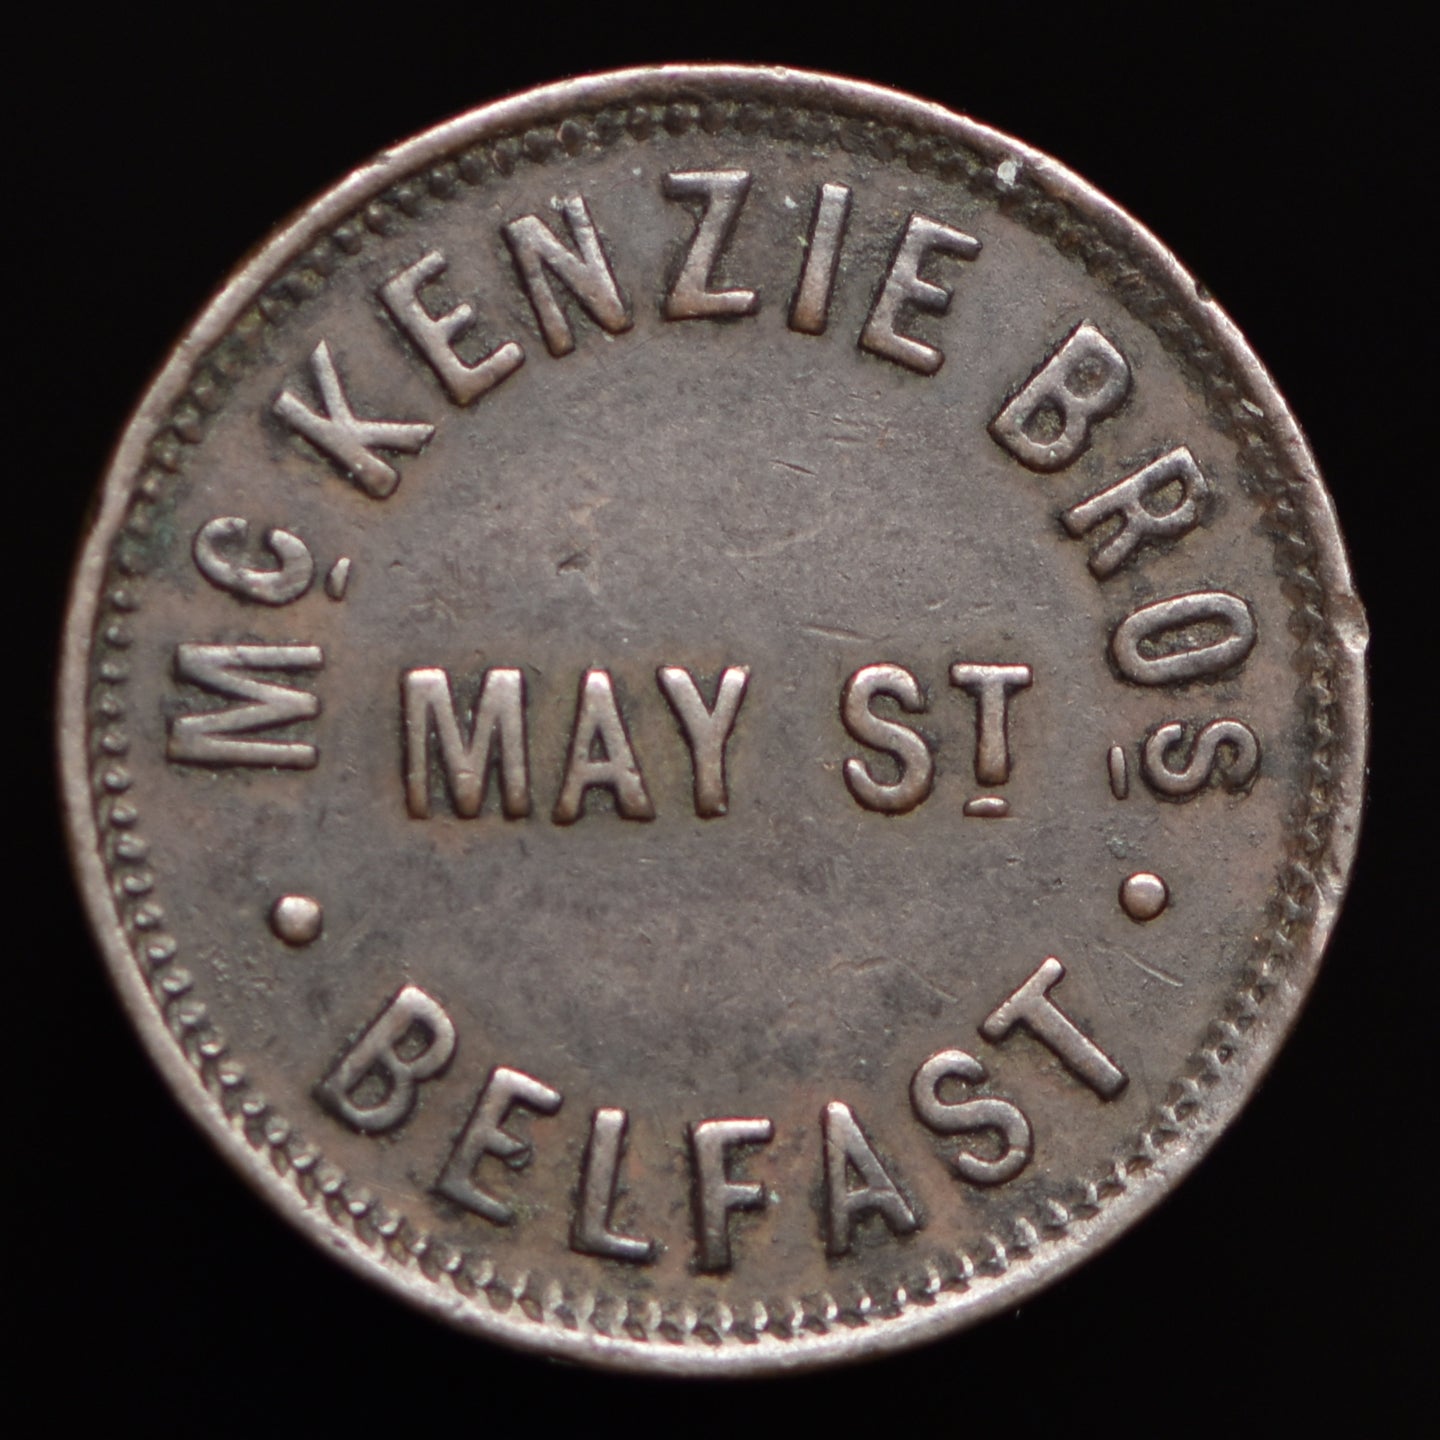 Mc KENZIE BROs
MAY ST
· BELFAST ·